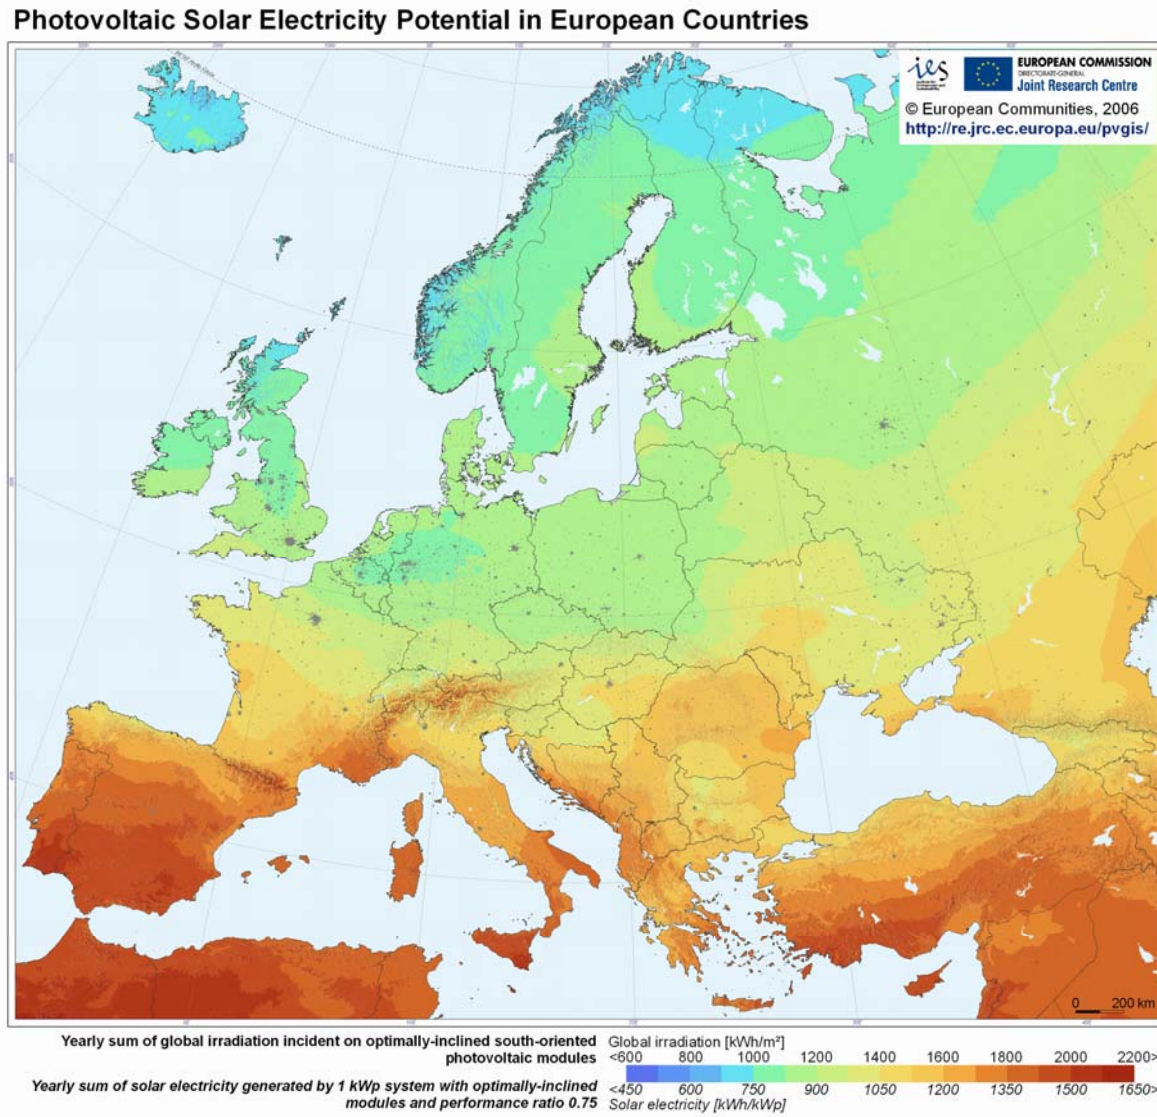 Photovoltaic Solar Electricity Potential in European Countries
ies
EUROPEAN COMMISSION
DIRECTORATE-GENERAL
Joint Research Centre
© European Communities, 2006
http://re.jrc.ec.europa.eu/pvgis/
0 200 km
Yearly sum of global irradiation incident on optimally-inclined south-oriented
photovoltaic modules
Global irradiation [kWh/m²]
<600 800 1000 1200 1400 1600 1800 2000 2200>
Yearly sum of solar electricity generated by 1 kWp system with optimally-inclined
modules and performance ratio 0.75
<450 600 750 900 1050 1200 1350 1500 1650>
Solar electricity [kWh/kWp]